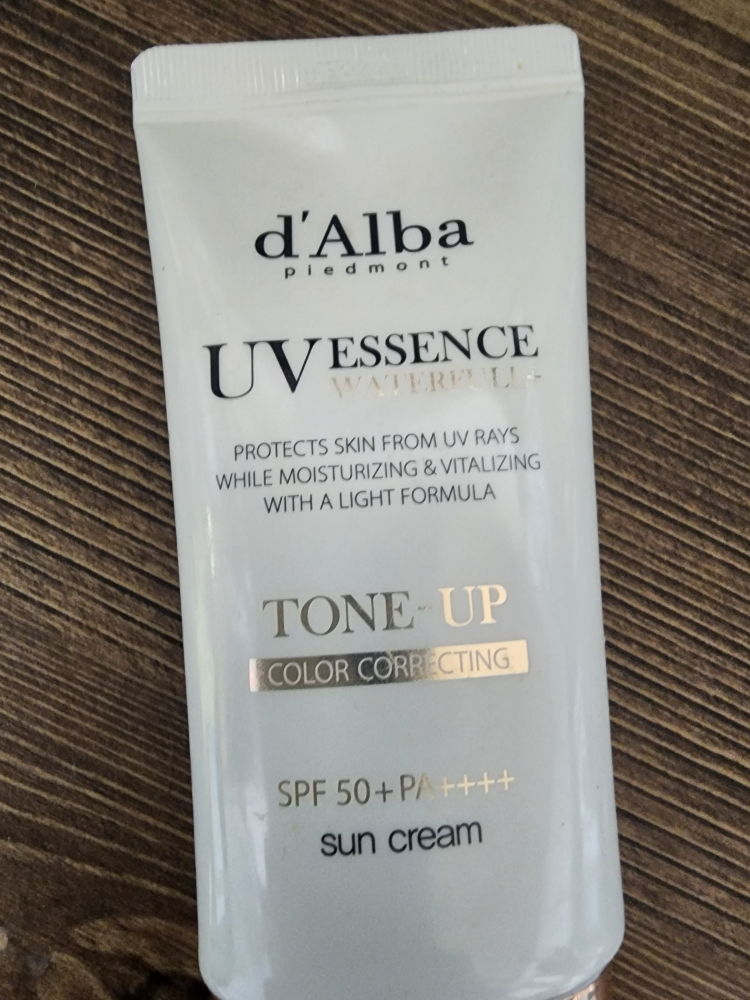 d'Alba
piedmont
UV ESSENCE
WATERFULL+
PROTECTS SKIN FROM UV RAYS
WHILE MOISTURIZING & VITALIZING
WITH A LIGHT FORMULA
TONE-UP
COLOR CORRECTING
SPF 50+ PA++++
sun cream